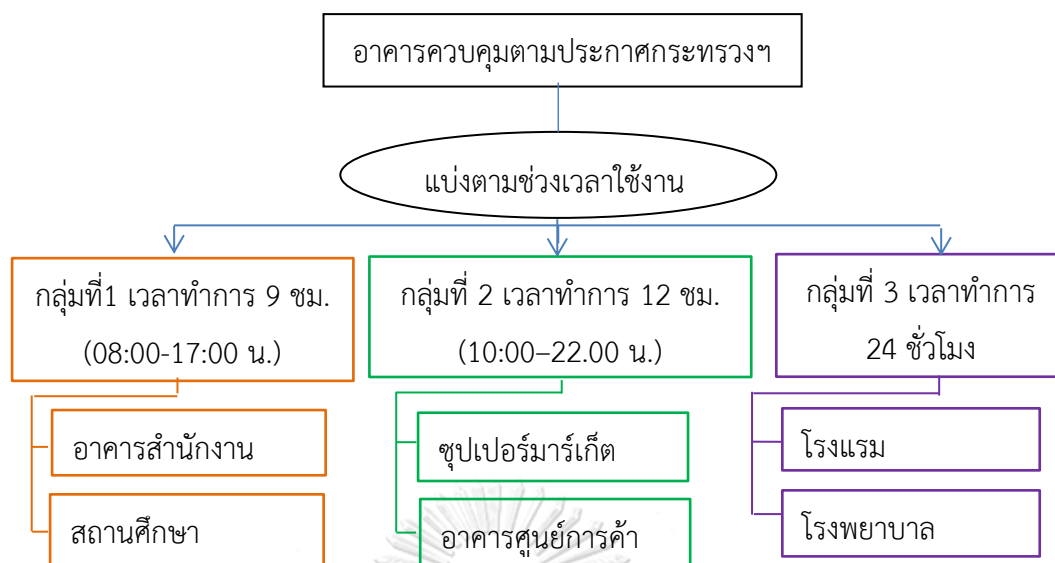 อาคารควบคุมตามประกาศกระทรวงฯ
แบ่งตามช่วงเวลาใช้งาน
กลุ่มที่1 เวลาทำการ 9 ชม.
(08:00-17:00 น.)
อาคารสำนักงาน
สถานศึกษา
กลุ่มที่ 2 เวลาทำการ 12 ชม.
(10:00–22.00 น.)
ซุปเปอร์มาร์เก็ต
อาคารศูนย์การค้า
กลุ่มที่ 3 เวลาทำการ
24 ชั่วโมง
โรงแรม
โรงพยาบาล